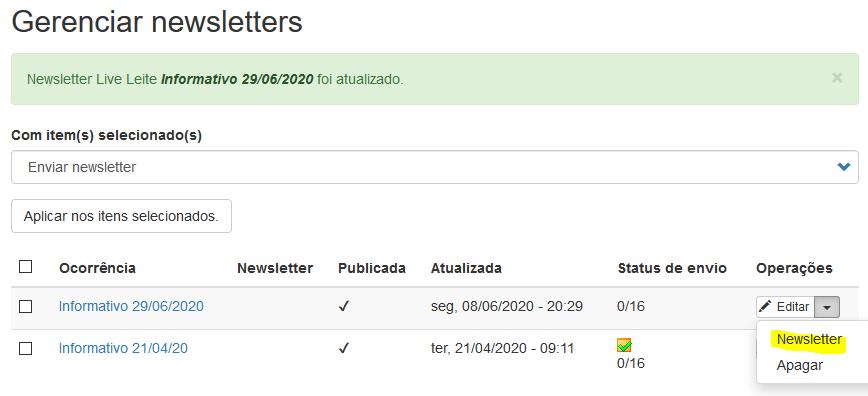 Gerenciar newsletters
Newsletter Live Leite Informativo 29/06/2020 foi atualizado.
×
Com item(s) selecionado(s)
Enviar newsletter
Aplicar nos itens selecionados.
Ocorrência Newsletter Publicada Atualizada Status de envio Operações
Informativo 29/06/2020 ✓ seg, 08/06/2020 - 20:29 0/16 Editar
Newsletter
Informativo 21/04/20 ✓ ter, 21/04/2020 - 09:11
0/16
Apagar